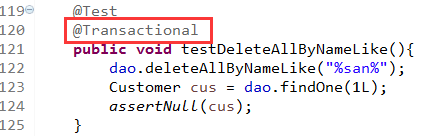 119 @Test
120 @Transactional
121 public void testDeleteAllByNameLike(){
122 dao.deleteAllByNameLike("%san%");
123 Customer cus = dao.findOne(1L);
124 assertNull(cus);
125 }